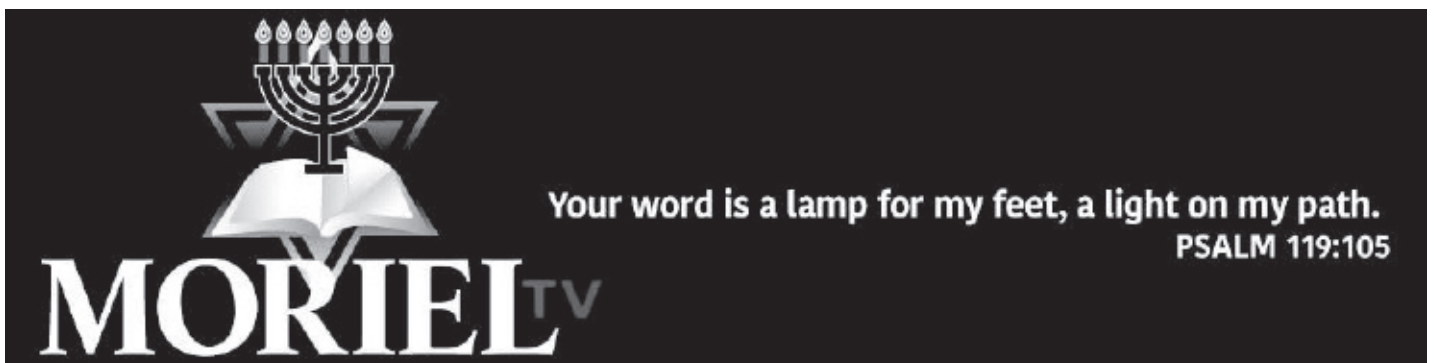 Your word is a lamp for my feet, a light on my path.
PSALM 119:105
MORIEL TV